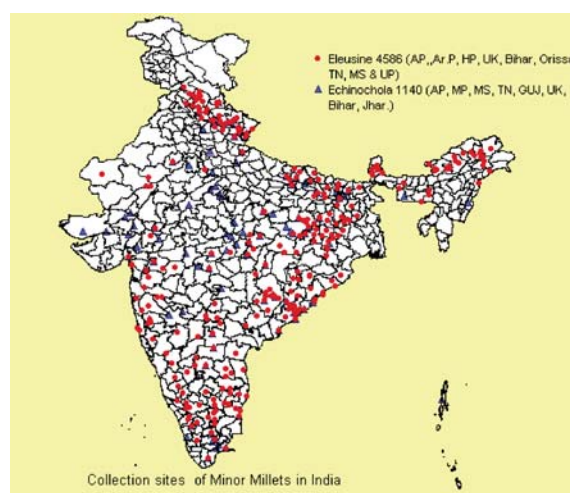 Eleusine 4586 (AP,,Ar.P, HP, UK, Bihar, Orissa
TN, MS & UP)
Echinochola 1140 (AP, MP, MS, TN, GUJ, UK,
Bihar, Jhar.)
Collection sites of Minor Millets in India